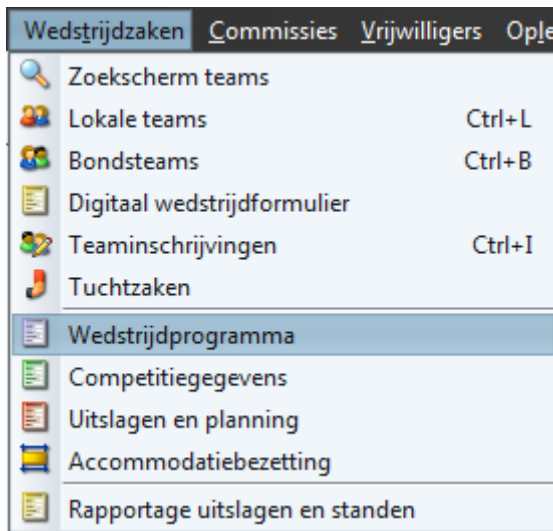 Wedstrijdzaken Commissies Vrijwilligers Ople
Zoekscherm teams
Lokale teams Ctrl+L
Bondsteams Ctrl+B
Digitaal wedstrijdformulier
Teaminschrijvingen Ctrl+I
Tuchtzaken
Wedstrijdprogramma
Competitiegegevens
Uitslagen en planning
Accommodatiebezetting
Rapportage uitslagen en standen